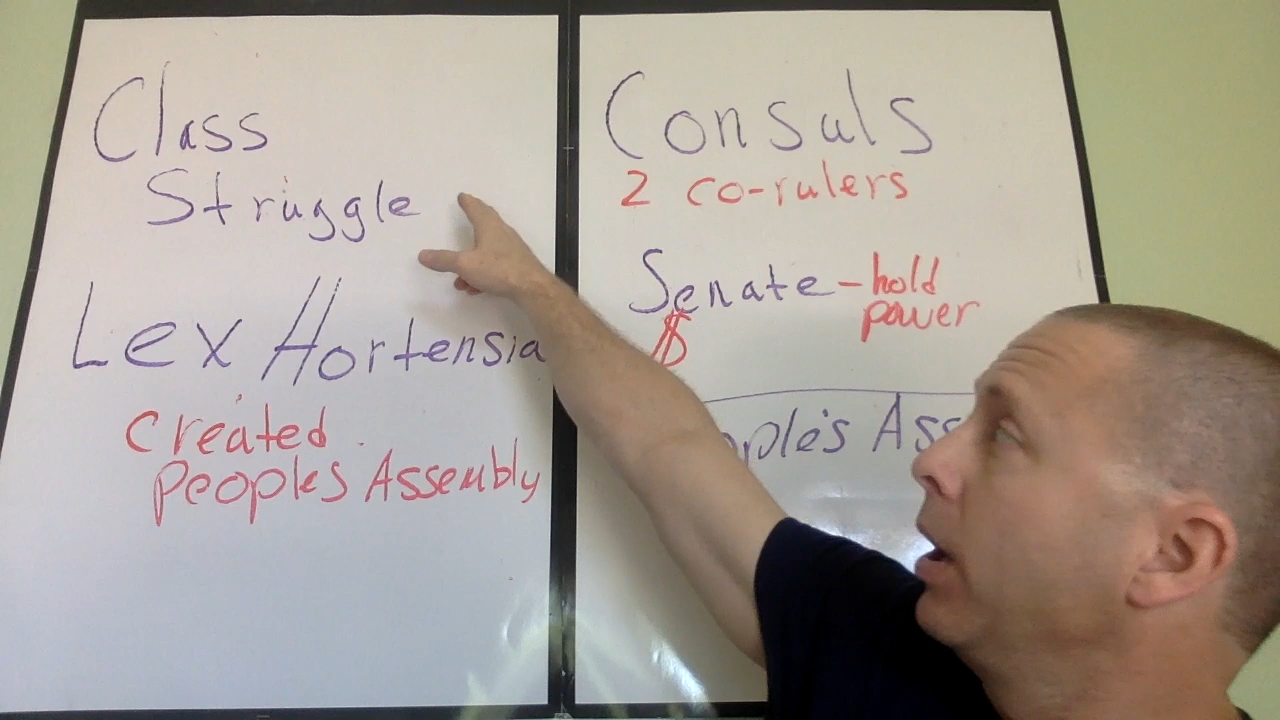 Class
Struggle
Lex Hortensia
Created
Peoples Assembly
Consuls
2 co-rulers
Senate - hold
power
$